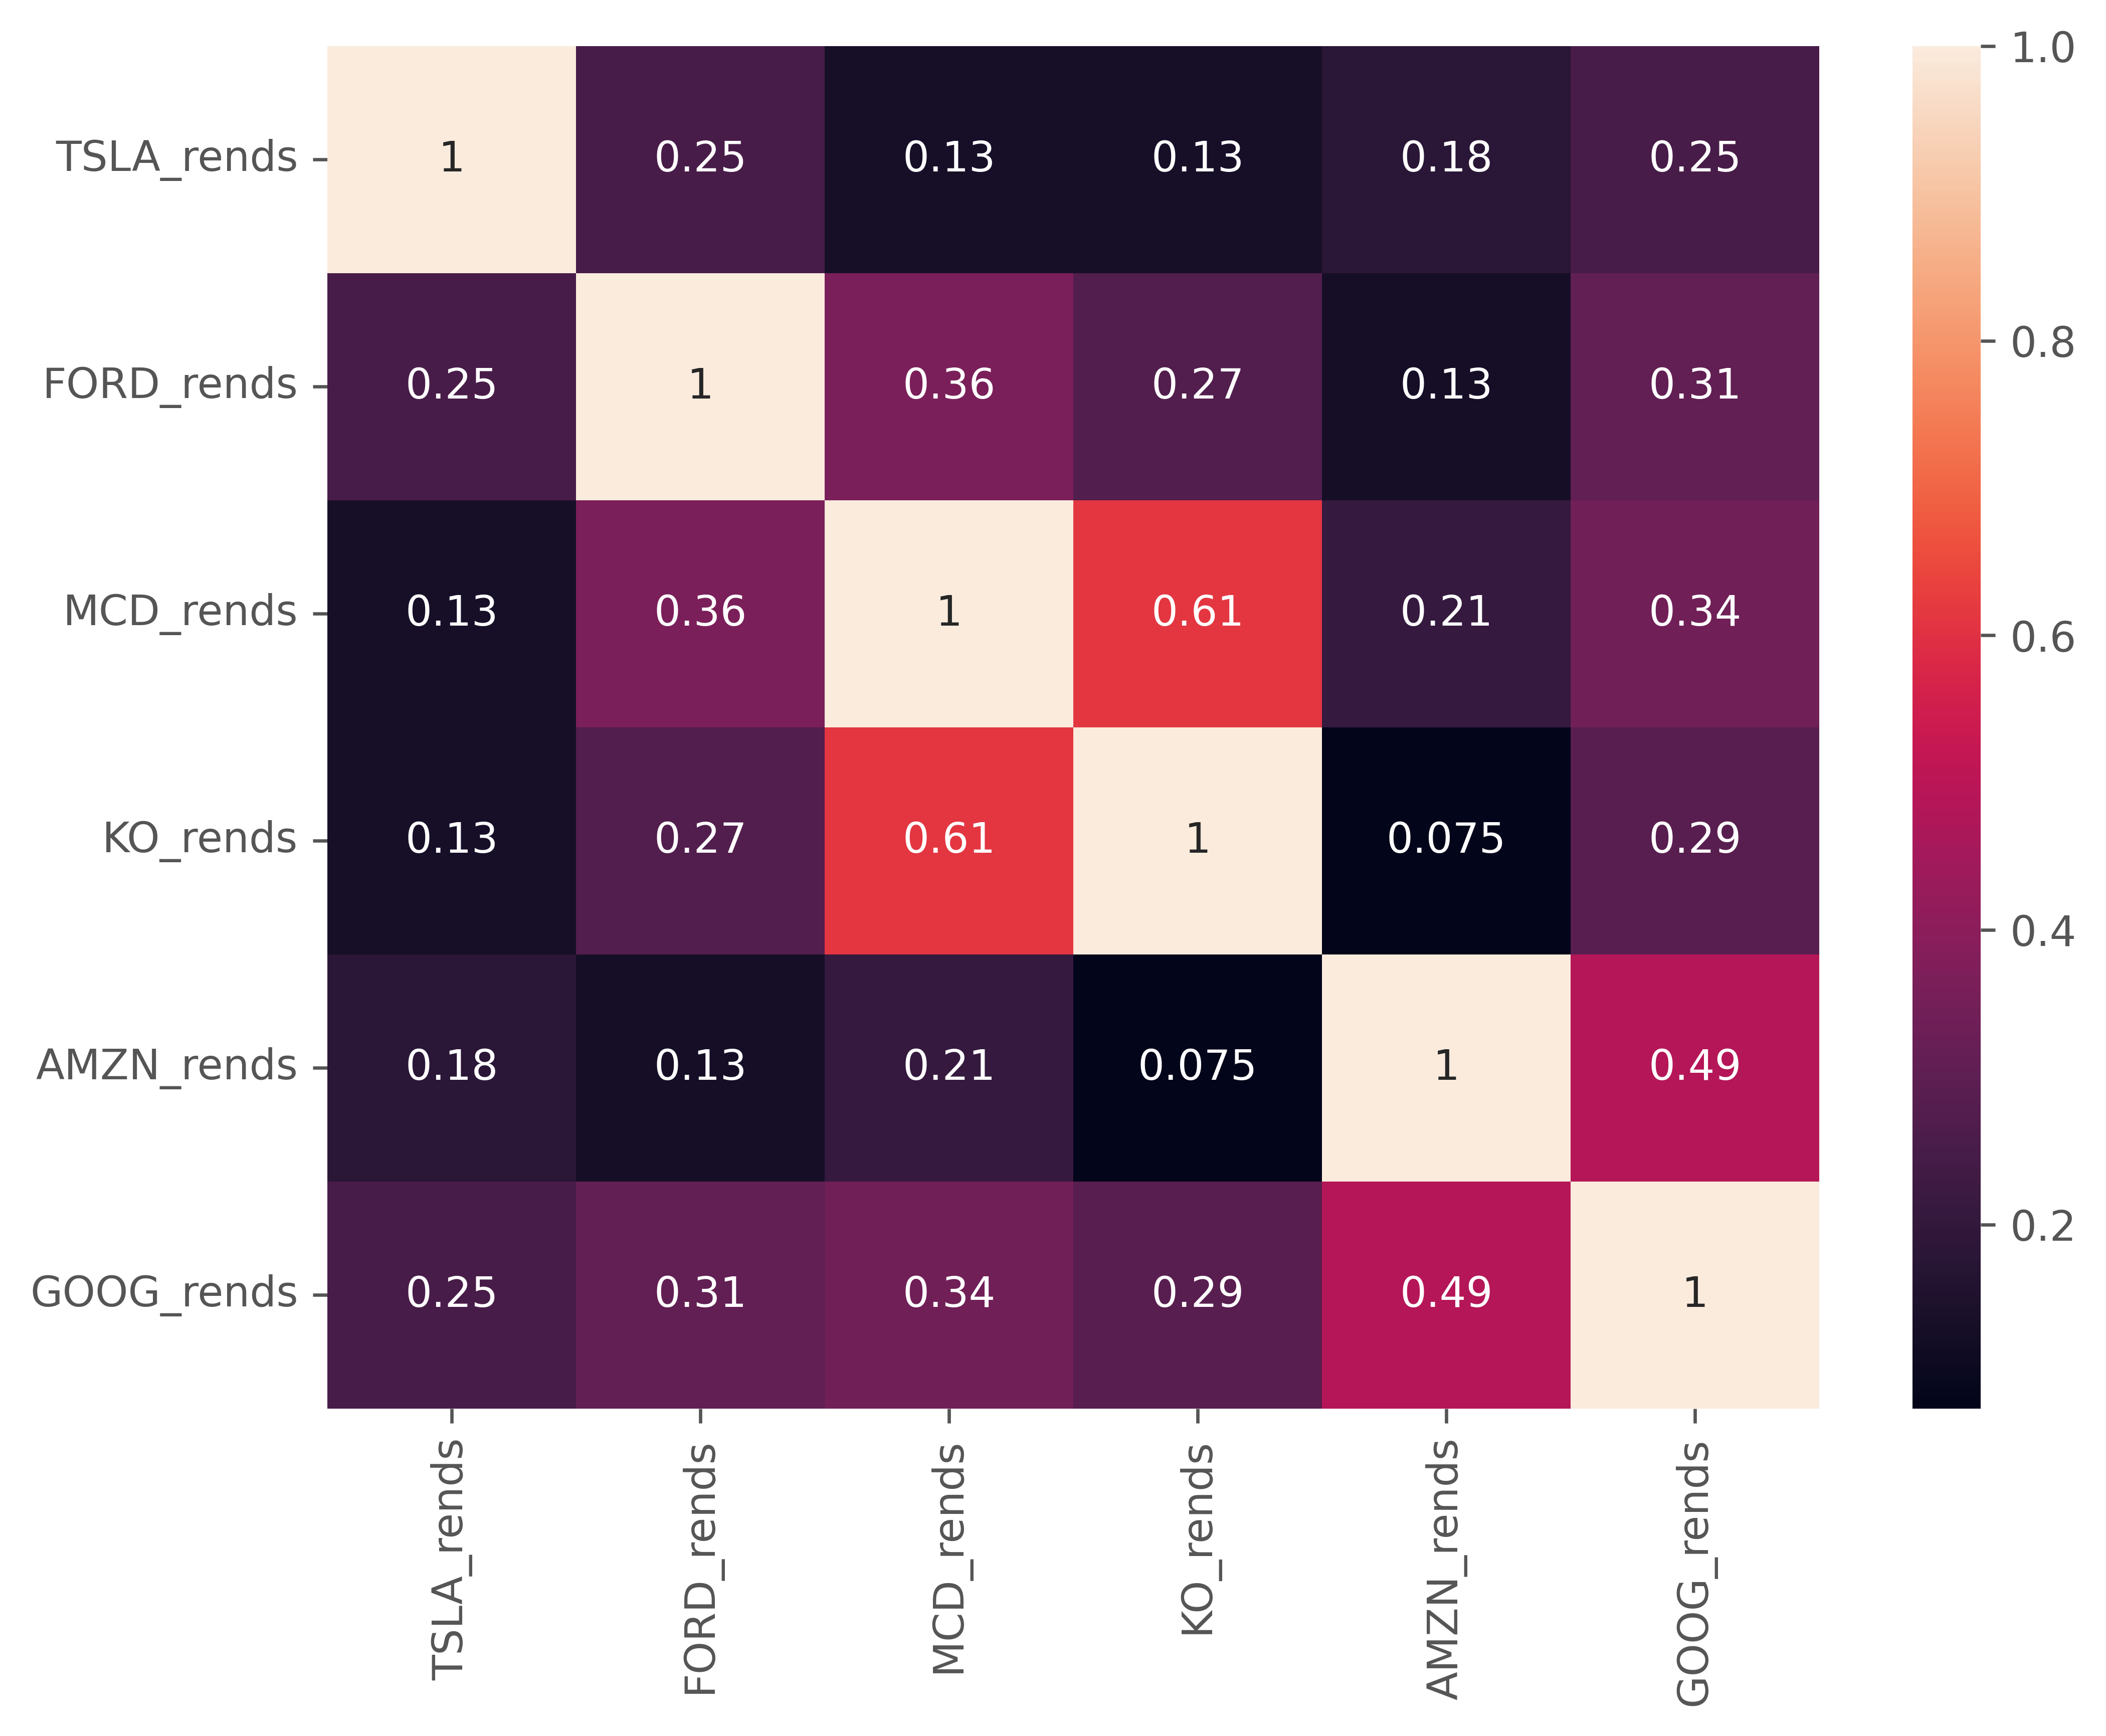 1.0
TSLA_rends 1 0.25 0.13 0.13 0.18 0.25
0.8
FORD_rends 0.25 1 0.36 0.27 0.13 0.31
MCD_rends 0.13 0.36 1 0.61 0.21 0.34
0.6
KO_rends 0.13 0.27 0.61 1 0.075 0.29
0.4
AMZN_rends 0.18 0.13 0.21 0.075 1 0.49
0.2
GOOG_rends 0.25 0.31 0.34 0.29 0.49 1
TSLA_rends
FORD_rends
MCD_rends
KO_rends
AMZN_rends
GOOG_rends